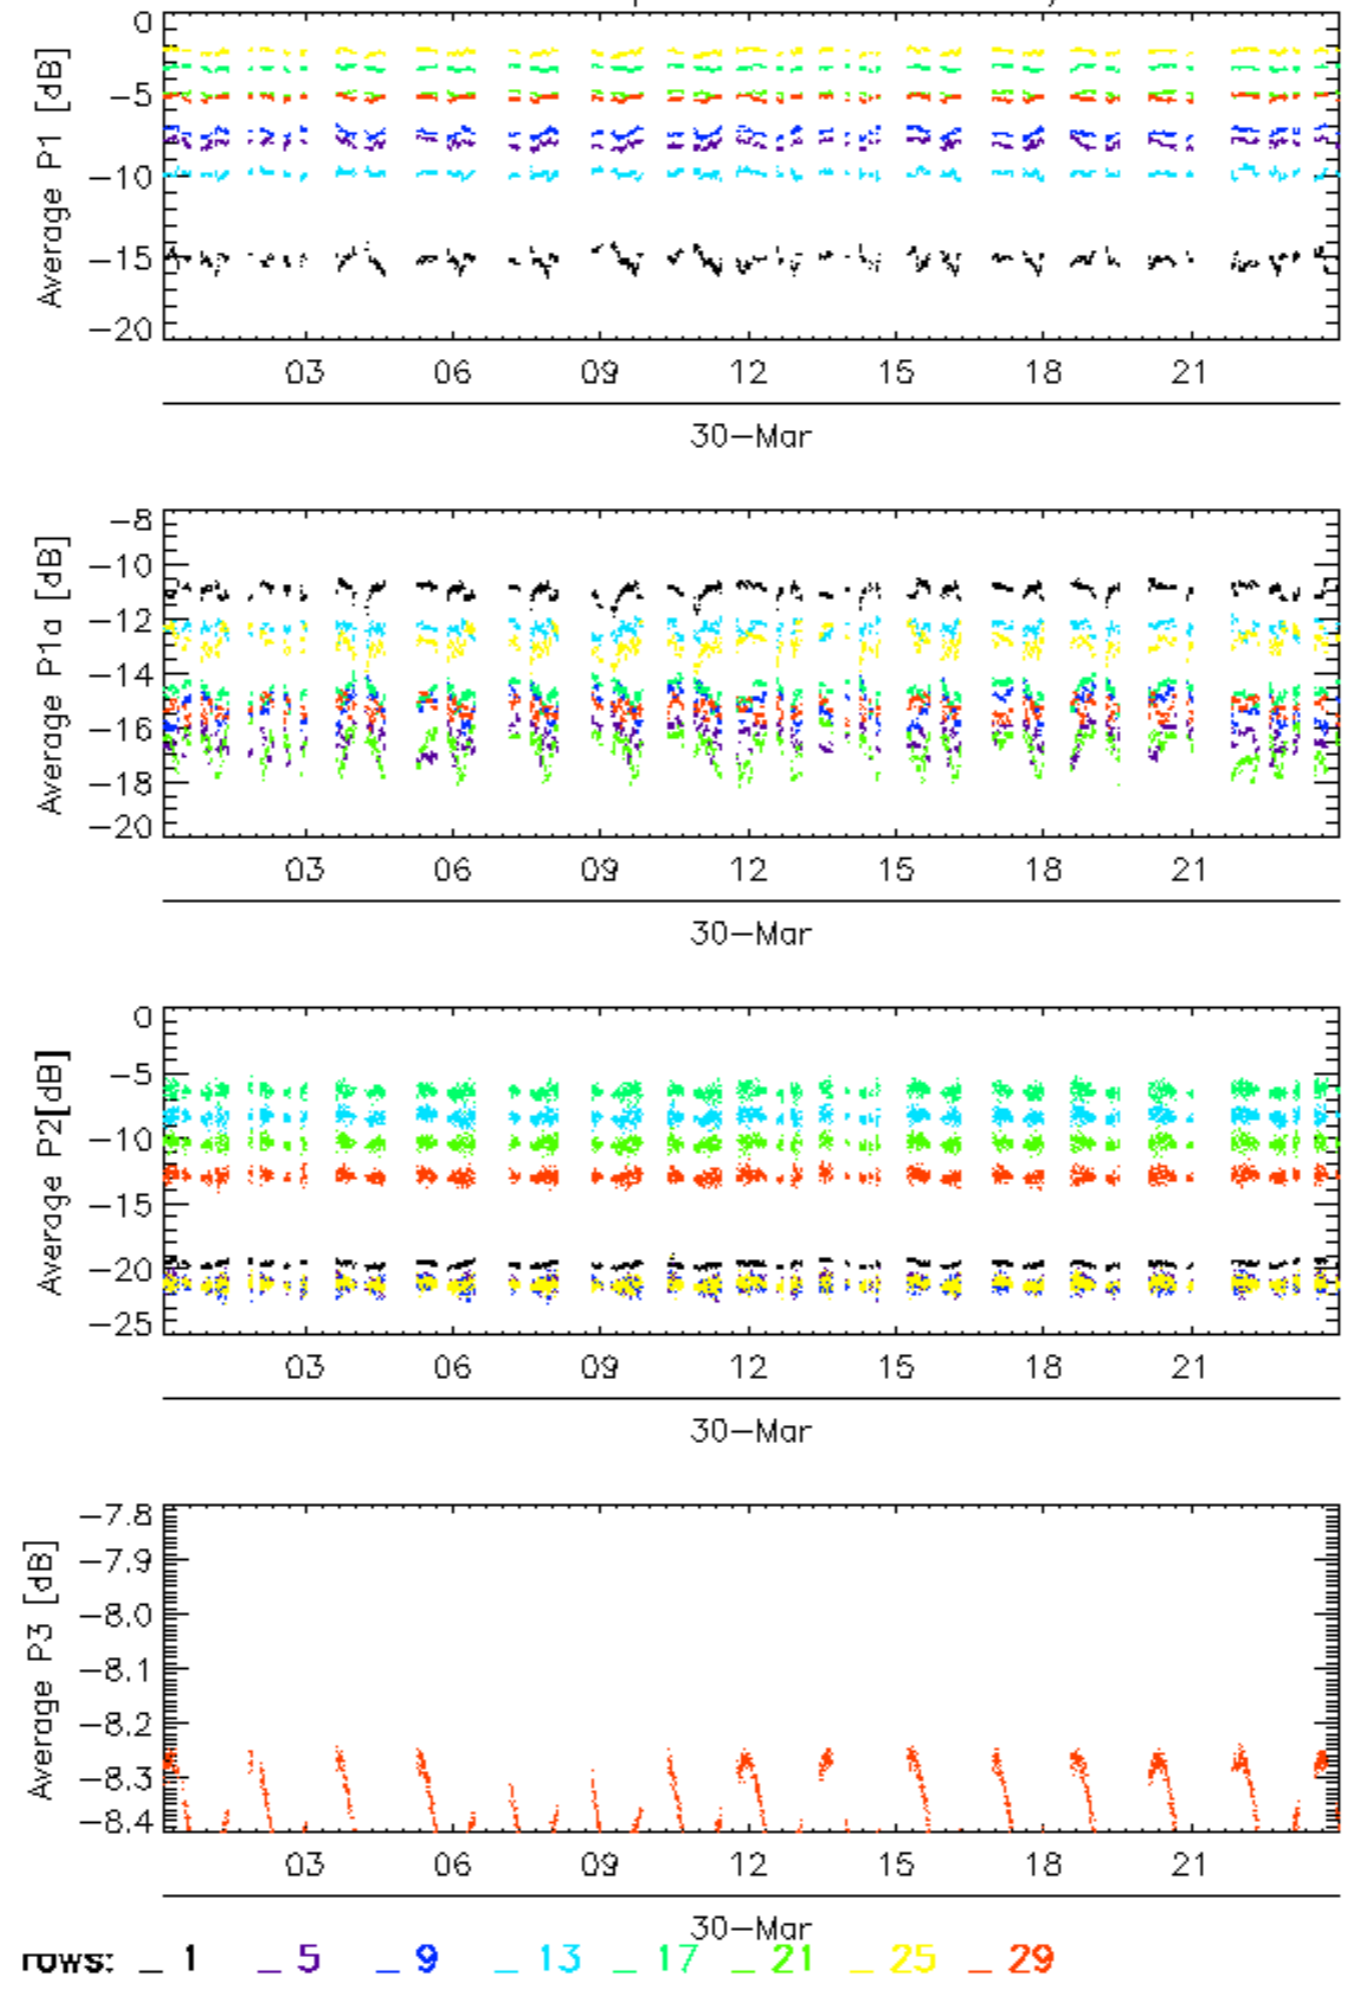 Average P1 [dB]
0
−5
−10
−15
−20
03 06 09 12 15 18 21
30−Mar
Average P1a [dB]
−8
−10
−12
−14
−16
−18
−20
03 06 09 12 15 18 21
30−Mar
Average P2[dB]
0
−5
−10
−15
−20
−25
03 06 09 12 15 18 21
30−Mar
Average P3 [dB]
−7.8
−7.9
−8.0
−8.1
−8.2
−8.3
−8.4
03 06 09 12 15 18 21
30−Mar
rows: _ 1 _ 5 _ 9 _ 13 _ 17 _ 21 _ 25 _ 29